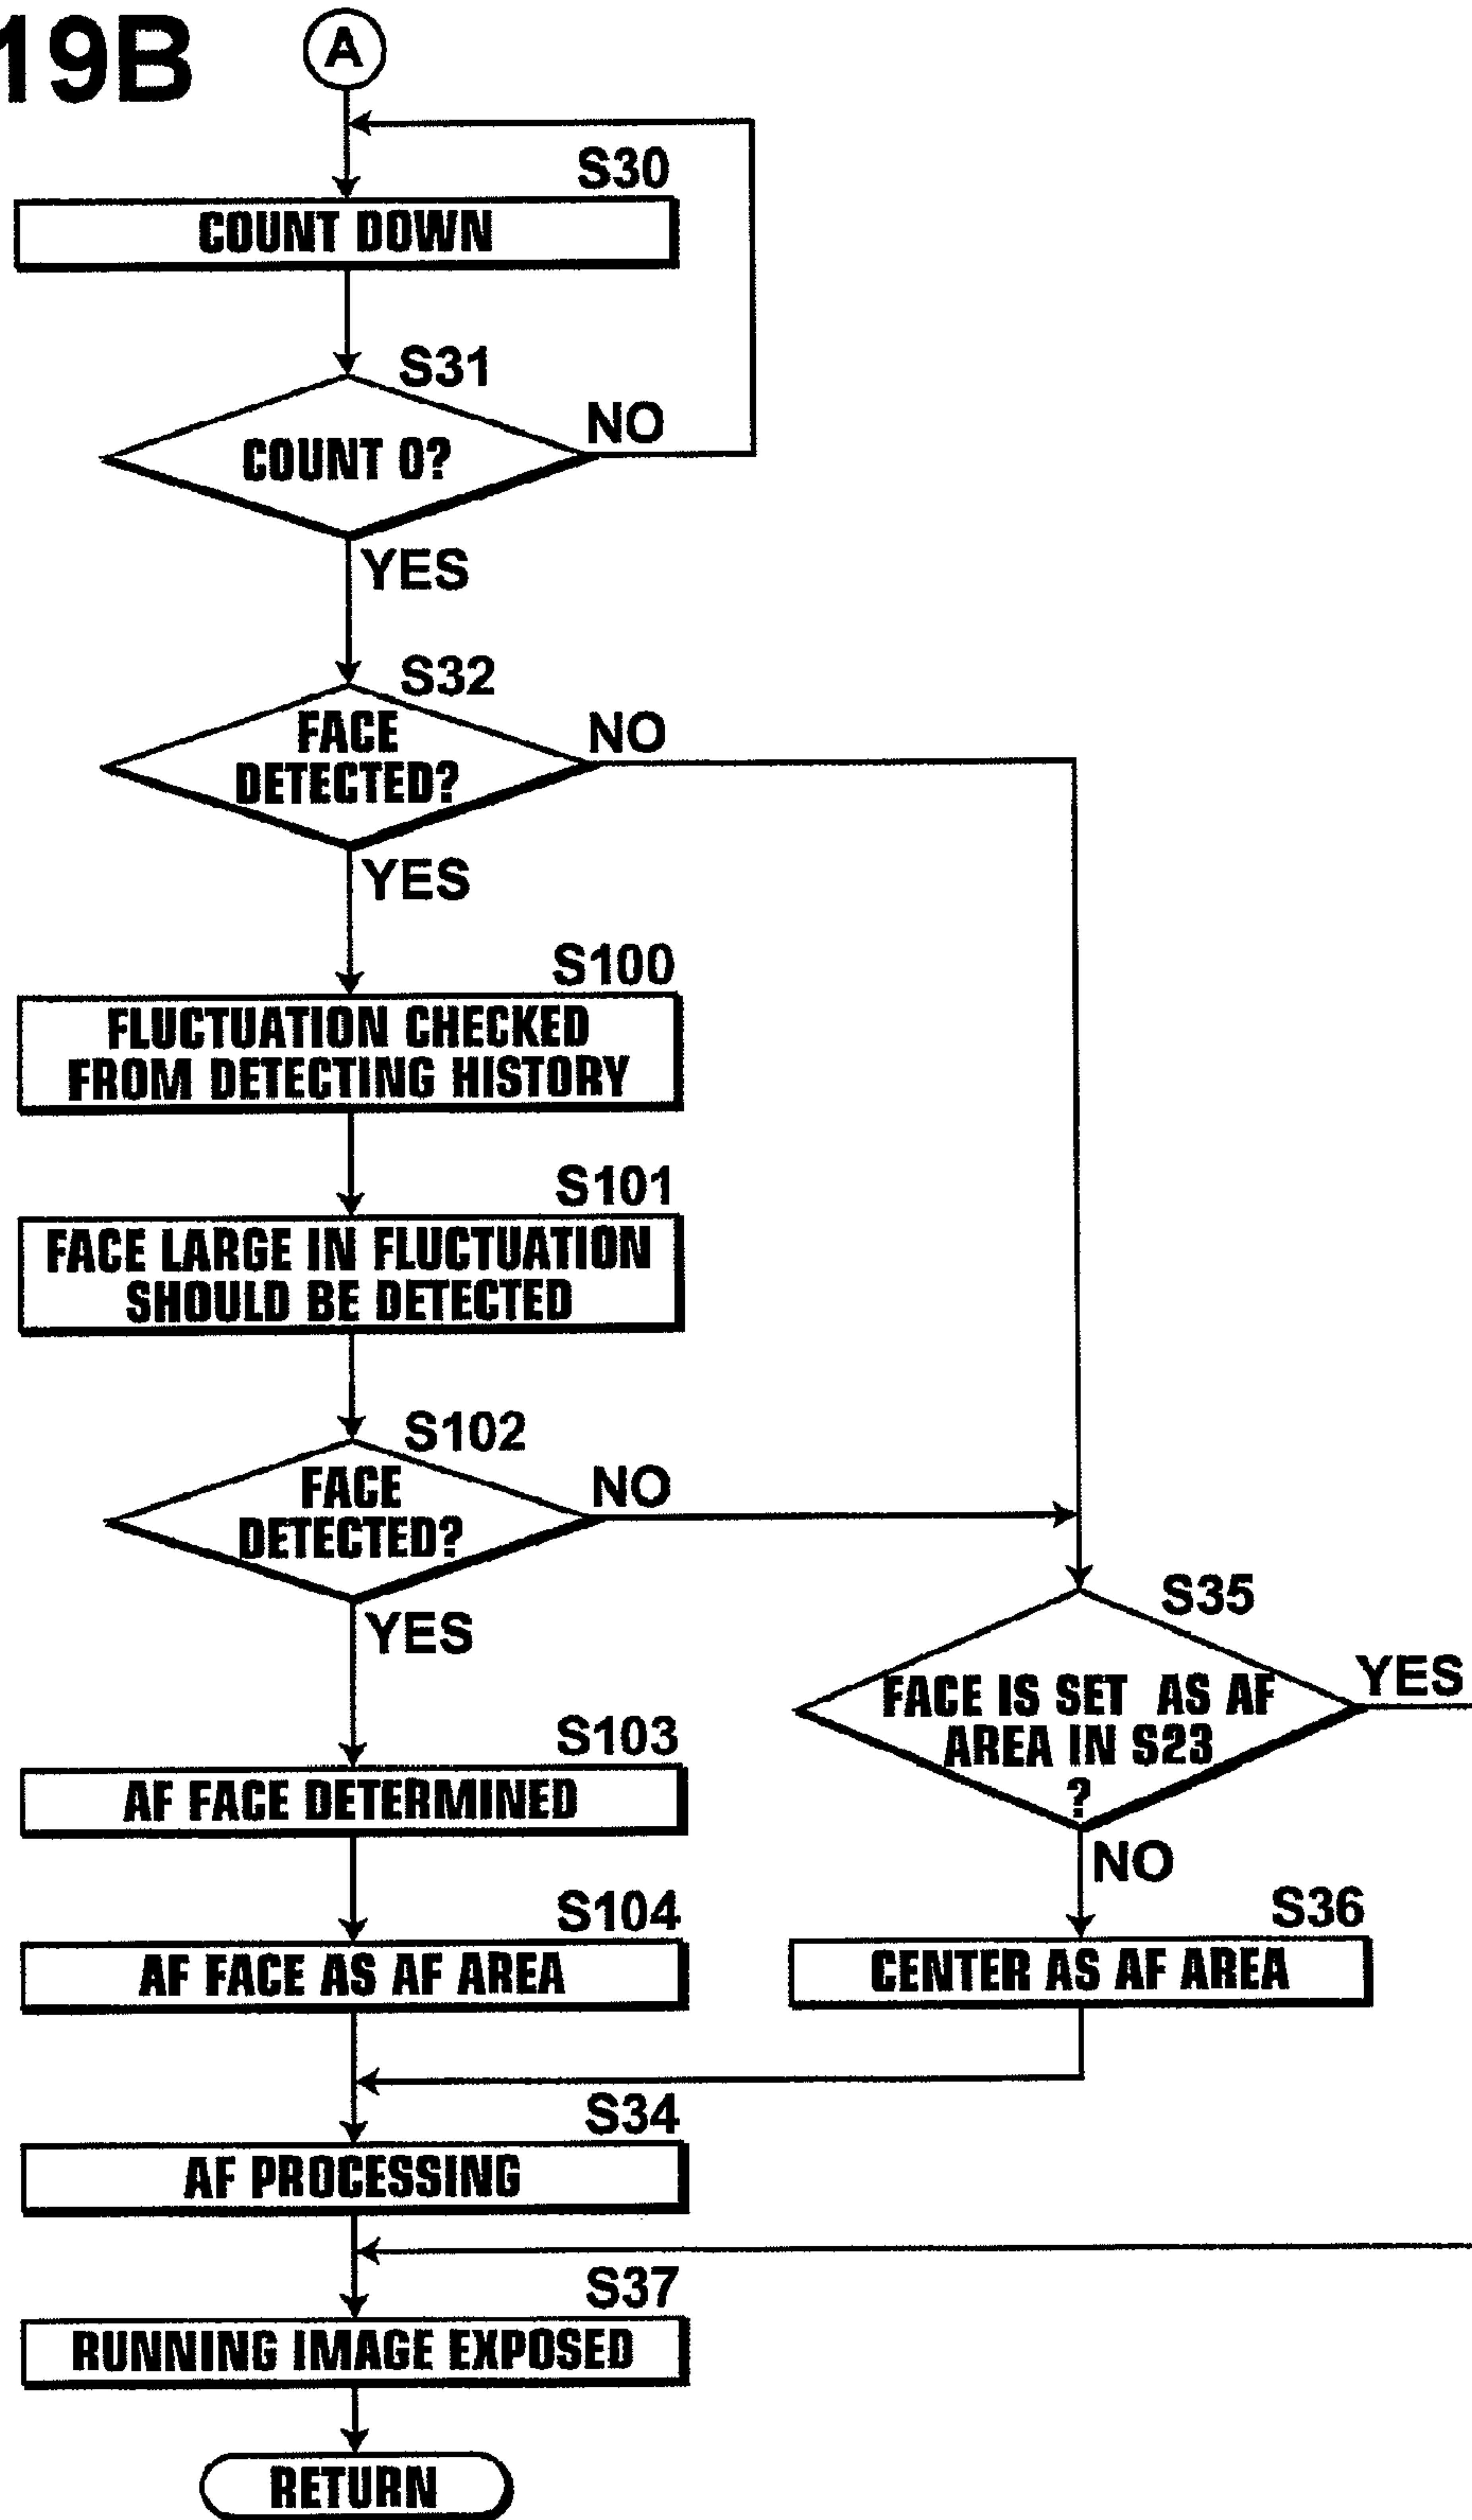 19B
A
S30
COUNT DOWN
S31
COUNT 0?
NO
YES
S32
FACE
DETECTED?
NO
YES
S100
FLUCTUATION CHECKED
FROM DETECTING HISTORY
S101
FACE LARGE IN FLUCTUATION
SHOULD BE DETECTED
S102
FACE
DETECTED?
NO
YES
S35
FACE IS SET AS AF
AREA IN S23
?
YES
NO
S103
AF FACE DETERMINED
S104
AF FACE AS AF AREA
S36
CENTER AS AF AREA
S34
AF PROCESSING
S37
RUNNING IMAGE EXPOSED
RETURN